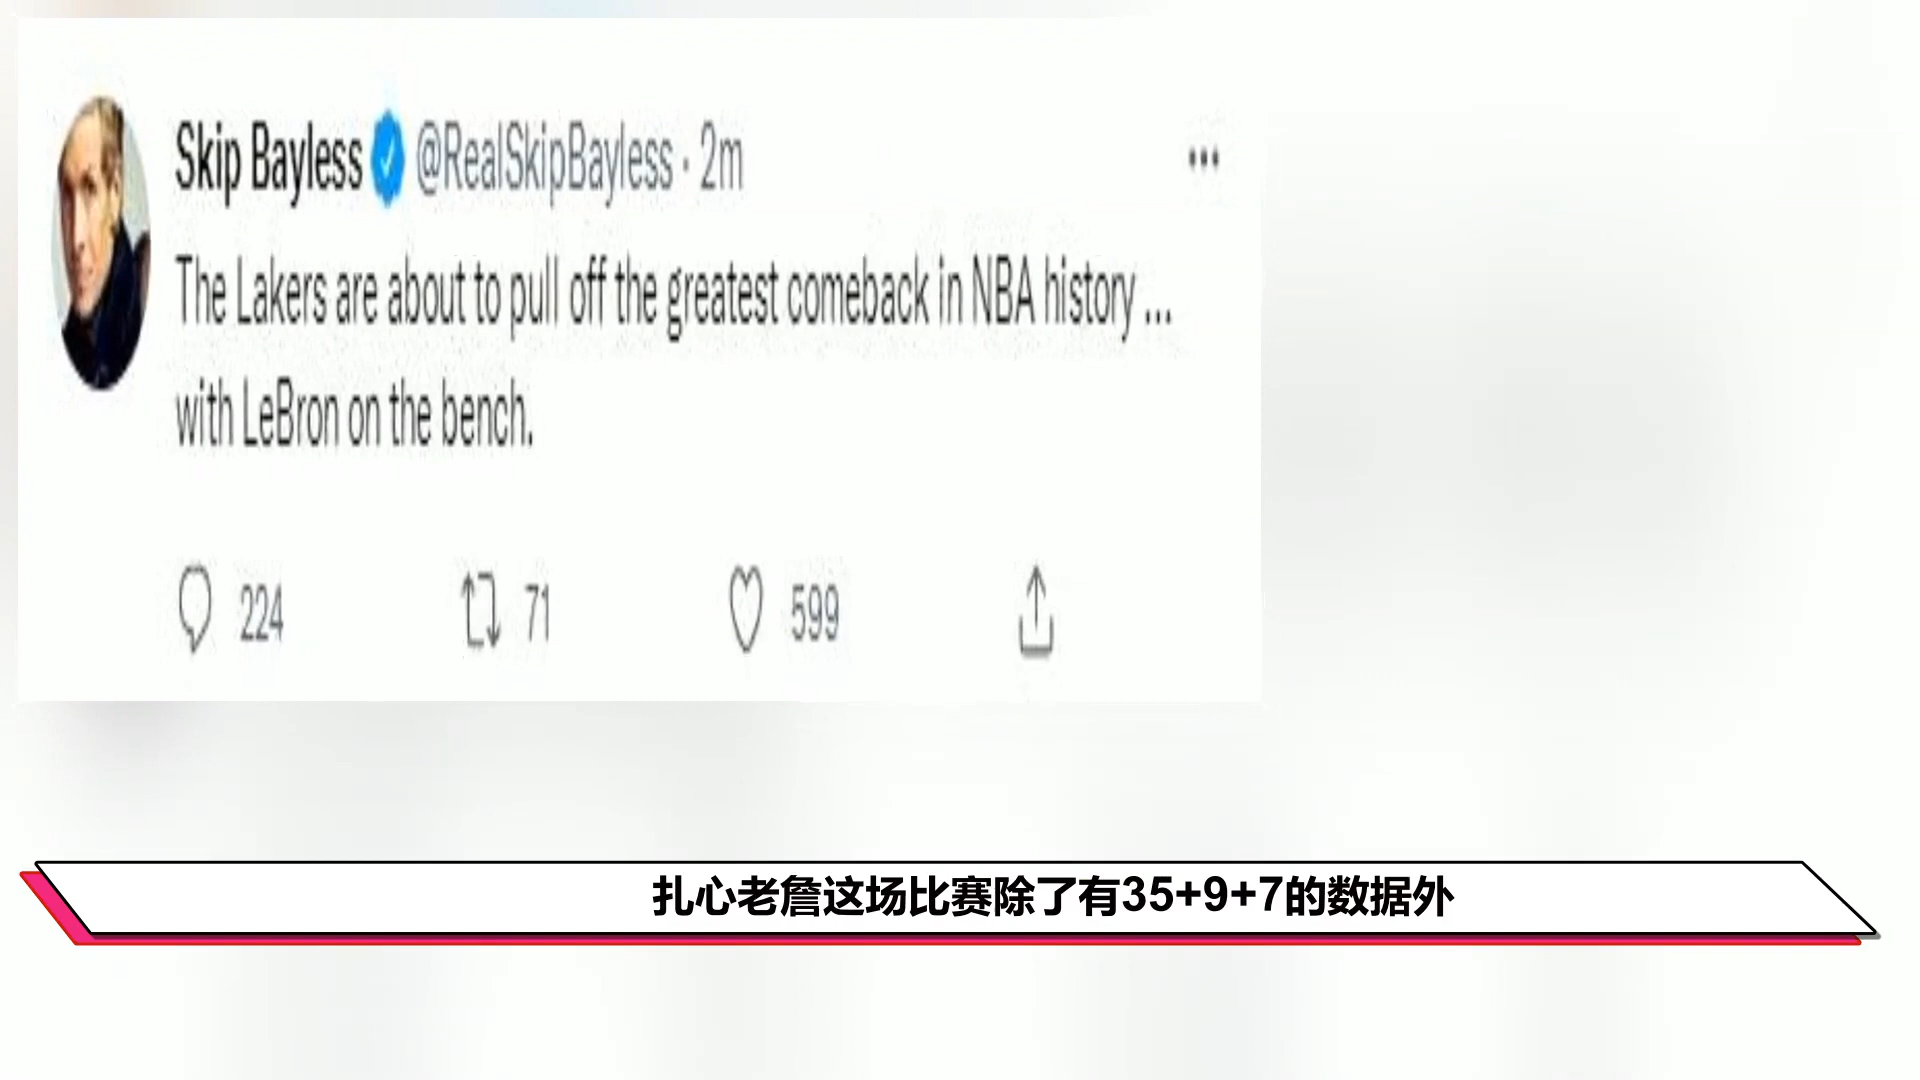 Skip Bayless @RealSkipBayless · 2m
The Lakers are about to pull off the greatest comeback in NBA history ...
with LeBron on the bench.
224 71 599
扎心老詹这场比赛除了有35+9+7的数据外